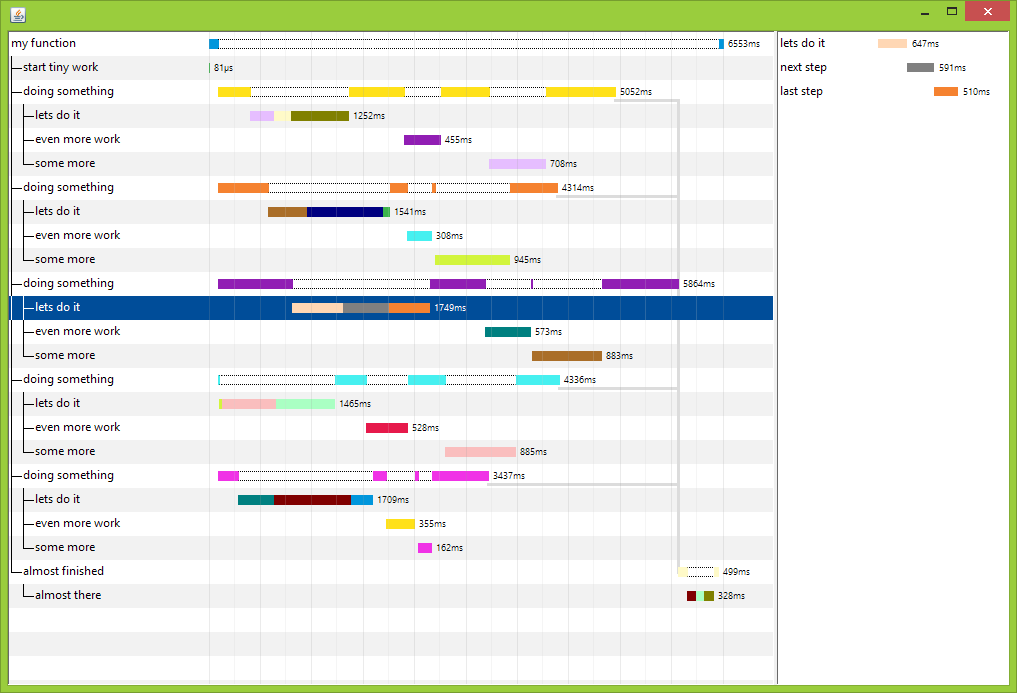 my function 6553ms
start tiny work 81µs
doing something 5052ms
lets do it 1252ms
even more work 455ms
some more 708ms
doing something 4314ms
lets do it 1541ms
even more work 308ms
some more 945ms
doing something 5864ms
lets do it 1749ms
even more work 573ms
some more 883ms
doing something 4336ms
lets do it 1465ms
even more work 528ms
some more 885ms
doing something 3437ms
lets do it 1709ms
even more work 355ms
some more 162ms
almost finished 499ms
almost there 328ms
lets do it 647ms
next step 591ms
last step 510ms